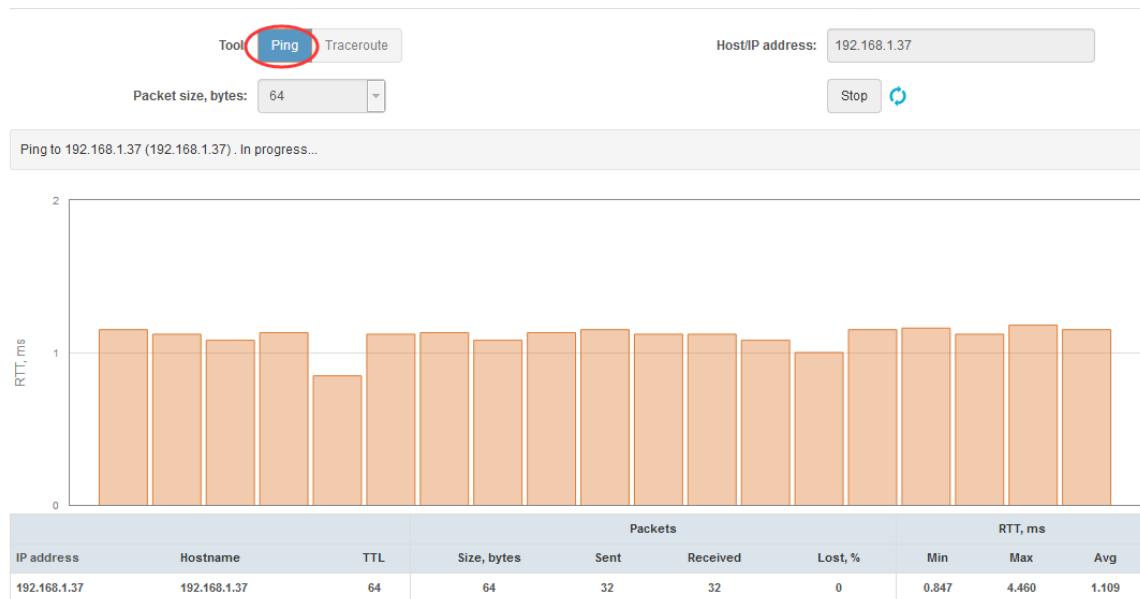 Tool Ping Traceroute Host/IP address: 192.168.1.37
Packet size, bytes: 64 Stop
Ping to 192.168.1.37 (192.168.1.37) . In progress...
2
1
0
RTT, ms
Packets RTT, ms
IP address Hostname TTL Size, bytes Sent Received Lost, % Min Max Avg
192.168.1.37 192.168.1.37 64 64 32 32 0 0.847 4.460 1.109